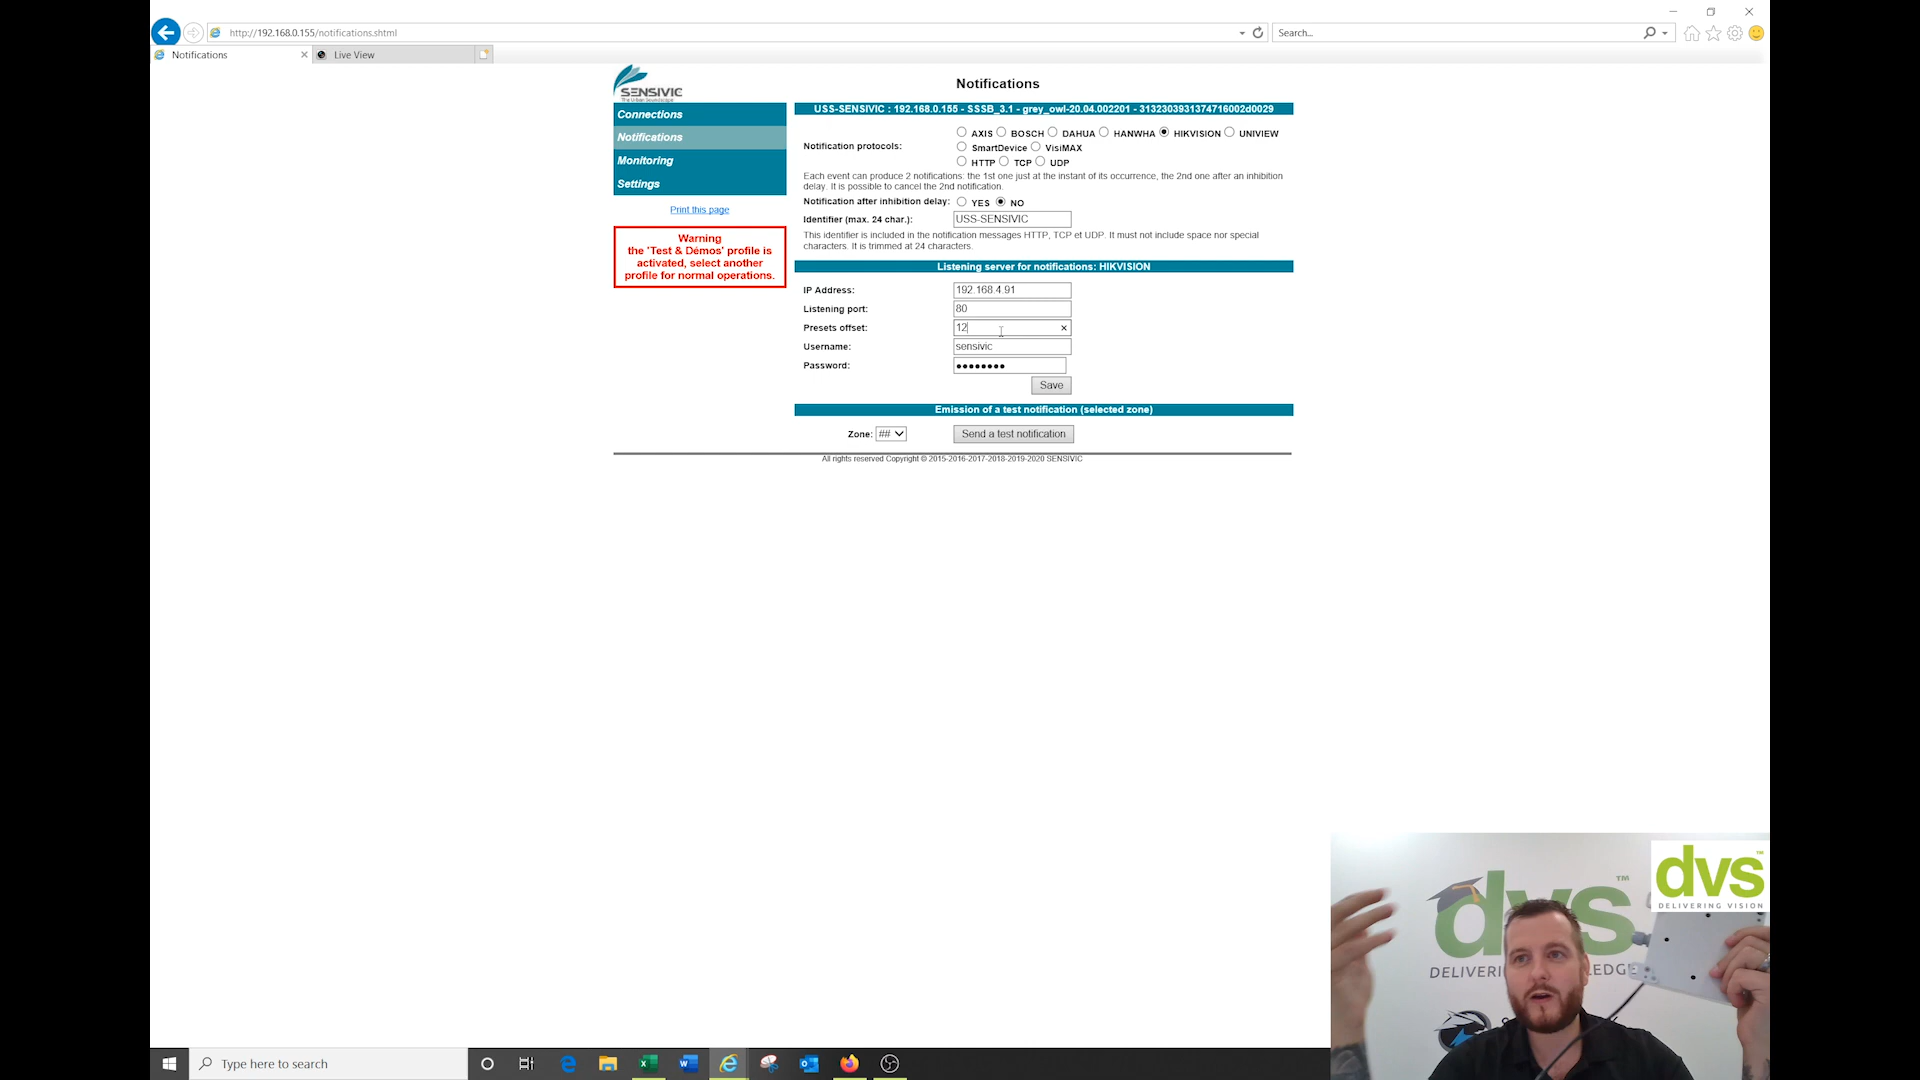 http://192.168.0.155/notifications.shtml
Search...
Notifications
Live View
SENSIVIC
Notifications
Connections
Notifications
Monitoring
Settings
Print this page
Warning
the 'Test & Démos' profile is
activated, select another
profile for normal operations.
USS-SENSIVIC : 192.168.0.155 - SSSB_3.1 - grey_owl-20.04.002201 - 3132303931374716002d0029
Notification protocols:
AXIS BOSCH DAHUA HANWHA HIKVISION UNIVIEW
SmartDevice VisiMAX
HTTP TCP UDP
Each event can produce 2 notifications: the 1st one just at the instant of its occurrence, the 2nd one after an inhibition
delay. It is possible to cancel the 2nd notification.
Notification after inhibition delay: YES NO
Identifier (max. 24 char.): USS-SENSIVIC
This identifier is included in the notification messages HTTP, TCP et UDP. It must not include space nor special
characters. It is trimmed at 24 characters.
Listening server for notifications: HIKVISION
IP Address: 192.168.4.91
Listening port: 80
Presets offset: 12
Username: sensivic
Password: ••••••••
Save
Emission of a test notification (selected zone)
Zone: ## Send a test notification
All rights reserved Copyright © 2015-2016-2017-2018-2019-2020 SENSIVIC
dvs™
DELIVERING VISION
dvs™
Type here to search